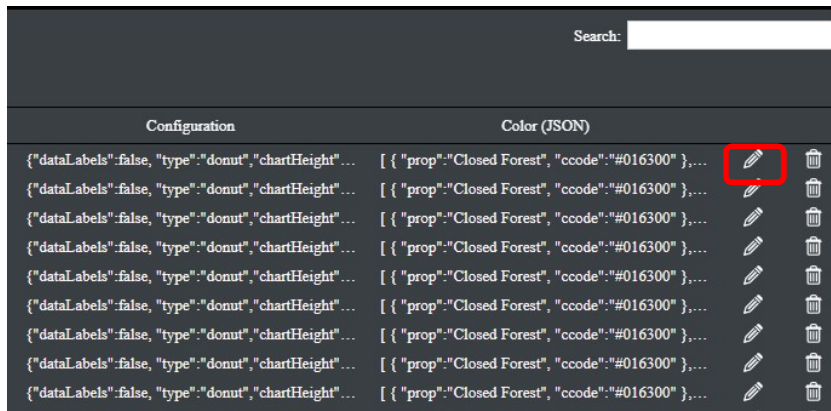 Search:
Configuration Color (JSON)
{"dataLabels":false, "type":"donut","chartHeight"... [ { "prop":"Closed Forest", "ccode":"#016300" },...
{"dataLabels":false, "type":"donut","chartHeight"... [ { "prop":"Closed Forest", "ccode":"#016300" },...
{"dataLabels":false, "type":"donut","chartHeight"... [ { "prop":"Closed Forest", "ccode":"#016300" },...
{"dataLabels":false, "type":"donut","chartHeight"... [ { "prop":"Closed Forest", "ccode":"#016300" },...
{"dataLabels":false, "type":"donut","chartHeight"... [ { "prop":"Closed Forest", "ccode":"#016300" },...
{"dataLabels":false, "type":"donut","chartHeight"... [ { "prop":"Closed Forest", "ccode":"#016300" },...
{"dataLabels":false, "type":"donut","chartHeight"... [ { "prop":"Closed Forest", "ccode":"#016300" },...
{"dataLabels":false, "type":"donut","chartHeight"... [ { "prop":"Closed Forest", "ccode":"#016300" },...
{"dataLabels":false, "type":"donut","chartHeight"... [ { "prop":"Closed Forest", "ccode":"#016300" },...